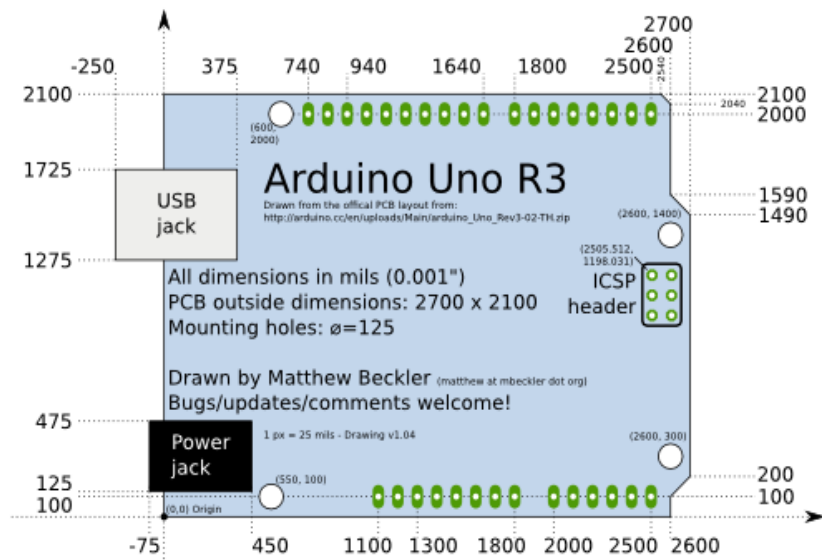 2700
2600
2540
-250 375 740 940 1640 1800 2500
2100 2100
2040
2000
(600,
2000)
Arduino Uno R3
1725
Drawn from the offical PCB layout from:
http://arduino.cc/en/uploads/Main/arduino_Uno_Rev3-02-TH.zip
1590
(2600, 1400)
1490
USB
jack
(2505.512,
1198.031)
1275
All dimensions in mils (0.001")
PCB outside dimensions: 2700 x 2100
Mounting holes: ø=125
ICSP
header
Drawn by Matthew Beckler (matthew at mbeckler dot org)
Bugs/updates/comments welcome!
475
1 px = 25 mils - Drawing v1.04
(2600, 300)
Power
jack
(550, 100)
125
200
100
100
(0,0) Origin
-75 450 1100 1300 1800 2000 2500 2600